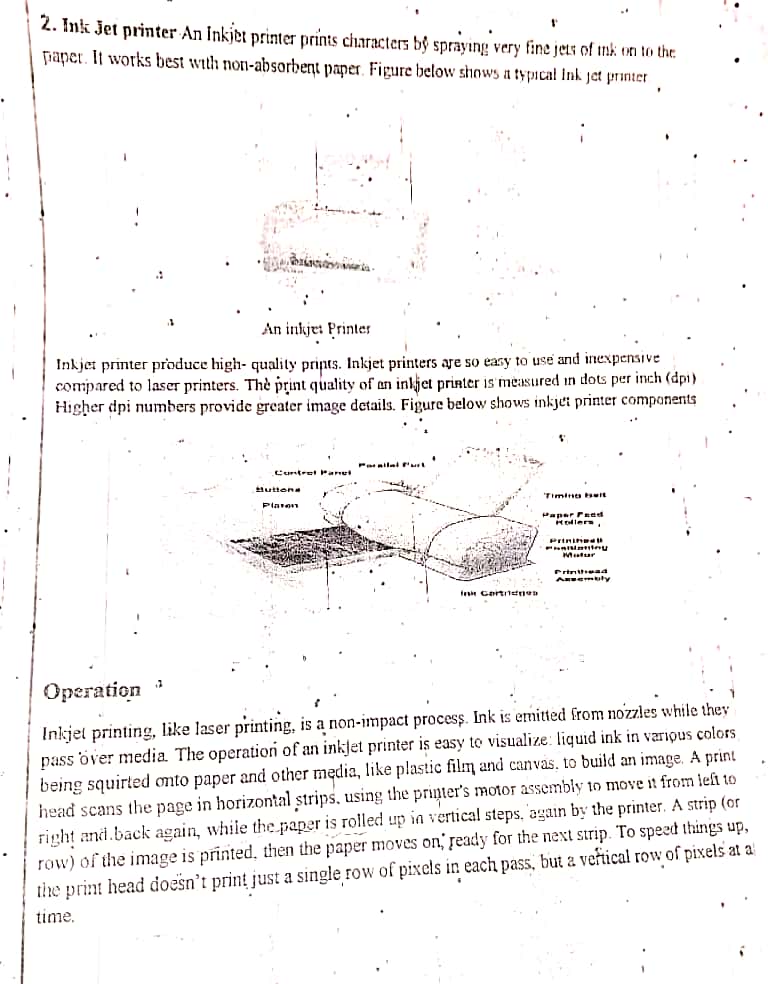 2. Ink Jet printer An Inkjet printer prints characters by spraying very fine jets of ink on to the
paper. It works best with non-absorbent paper. Figure below shows a typical Ink jet printer
An inkjet Printer
Inkjet printer produce high- quality prints. Inkjet printers are so easy to use and inexpensive
compared to laser printers. The print quality of an inkjet printer is measured in dots per inch (dpi)
Higher dpi numbers provide greater image details. Figure below shows inkjet printer components
Parallel Port
Control Panel
Buttons
Platen
Timing Belt
Paper Feed
Rollers
Printhead
Positioning
Motor
Printhead
Assembly
Ink Cartridges
Operation
Inkjet printing, like laser printing, is a non-impact process. Ink is emitted from nozzles while they
pass over media. The operation of an inkjet printer is easy to visualize: liquid ink in various colors
being squirted onto paper and other media, like plastic film and canvas, to build an image. A print
head scans the page in horizontal strips, using the printer's motor assembly to move it from left to
right and back again, while the paper is rolled up in vertical steps, again by the printer. A strip (or
row) of the image is printed, then the paper moves on, ready for the next strip. To speed things up,
the print head doesn't print just a single row of pixels in each pass, but a vertical row of pixels at a
time.